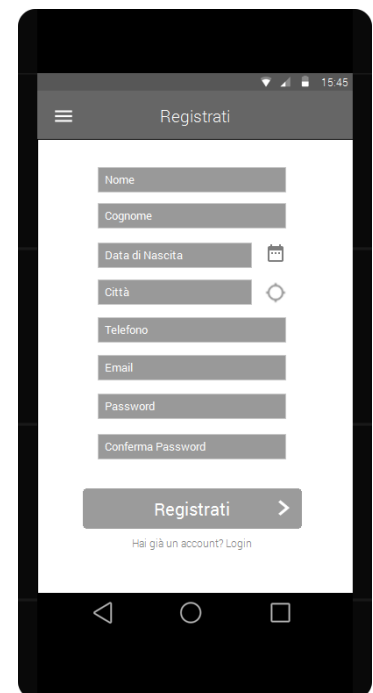 15:45
Registrati
Nome
Cognome
Data di Nascita
Città
Telefono
Email
Password
Conferma Password
Registrati
Hai già un account? Login